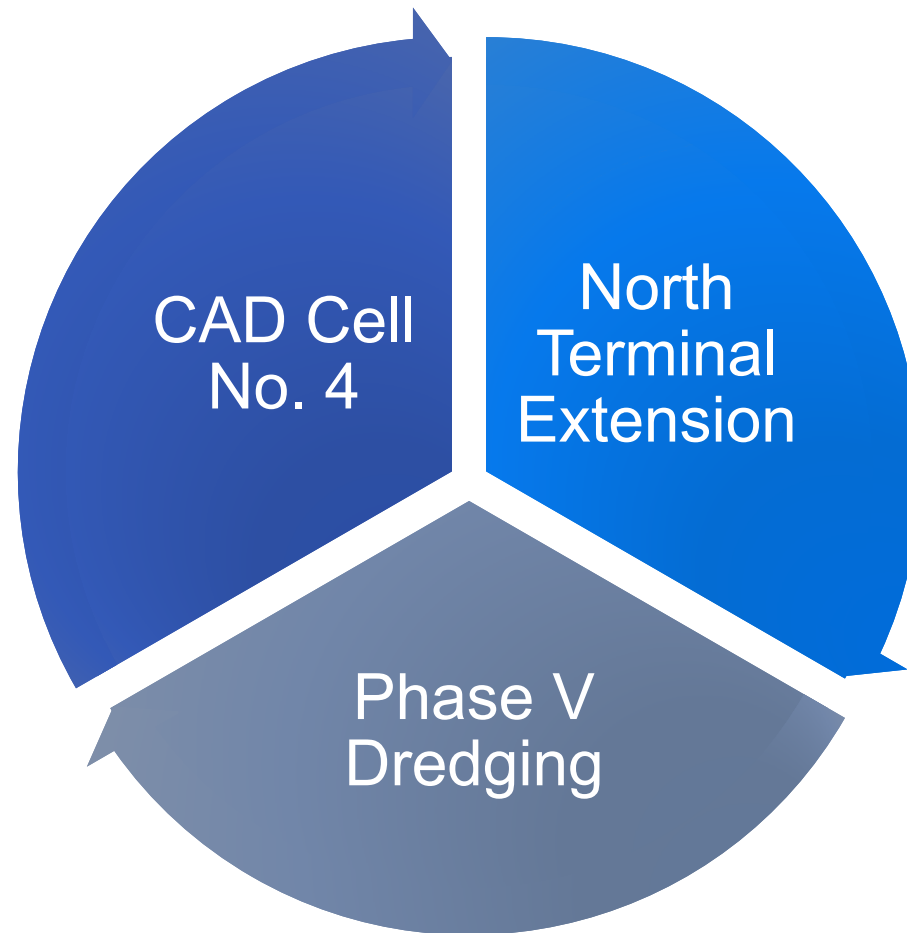 CAD Cell
No. 4
North
Terminal
Extension
Phase V
Dredging